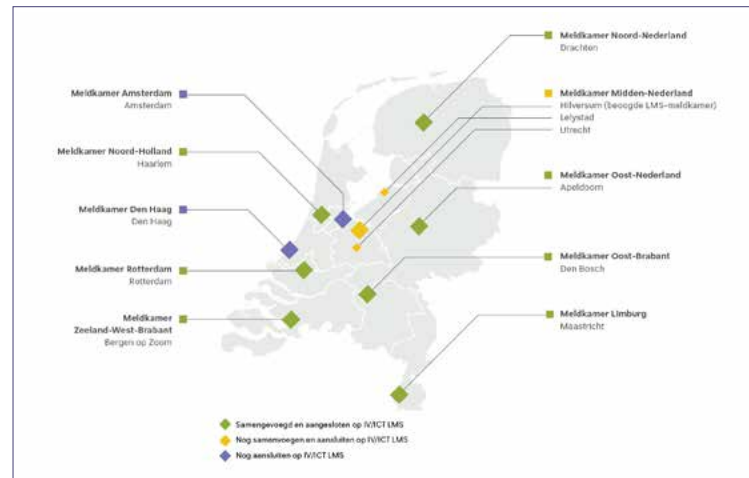 Meldkamer Amsterdam
Amsterdam
Meldkamer Noord-Holland
Haarlem
Meldkamer Den Haag
Den Haag
Meldkamer Rotterdam
Rotterdam
Meldkamer
Zeeland-West-Brabant
Bergen op Zoom
Meldkamer Noord-Nederland
Drachten
Meldkamer Midden-Nederland
Hilversum (beoogde LMS-meldkamer)
Lelystad
Utrecht
Meldkamer Oost-Nederland
Apeldoorn
Meldkamer Oost-Brabant
Den Bosch
Meldkamer Limburg
Maastricht
Samengevoegd en aangesloten op IV/ICT LMS
Nog samenvoegen en aansluiten op IV/ICT LMS
Nog aansluiten op IV/ICT LMS